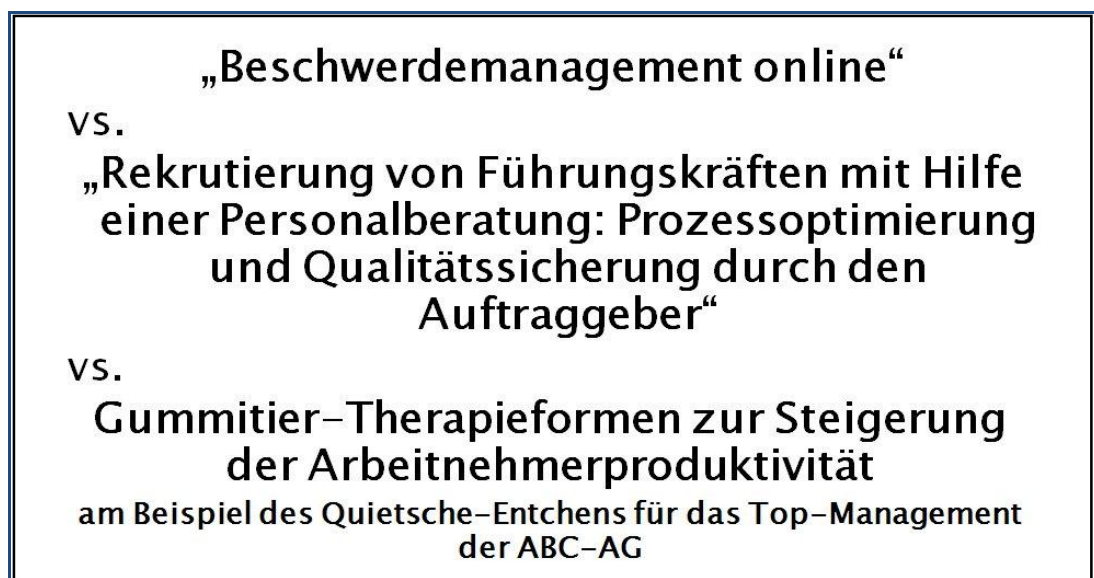 „Beschwerdemanagement online“
vs.
„Rekrutierung von Führungskräften mit Hilfe
einer Personalberatung: Prozessoptimierung
und Qualitätssicherung durch den
Auftraggeber“
vs.
Gummitier-Therapieformen zur Steigerung
der Arbeitnehmerproduktivität
am Beispiel des Quietsche-Entchens für das Top-Management
der ABC-AG